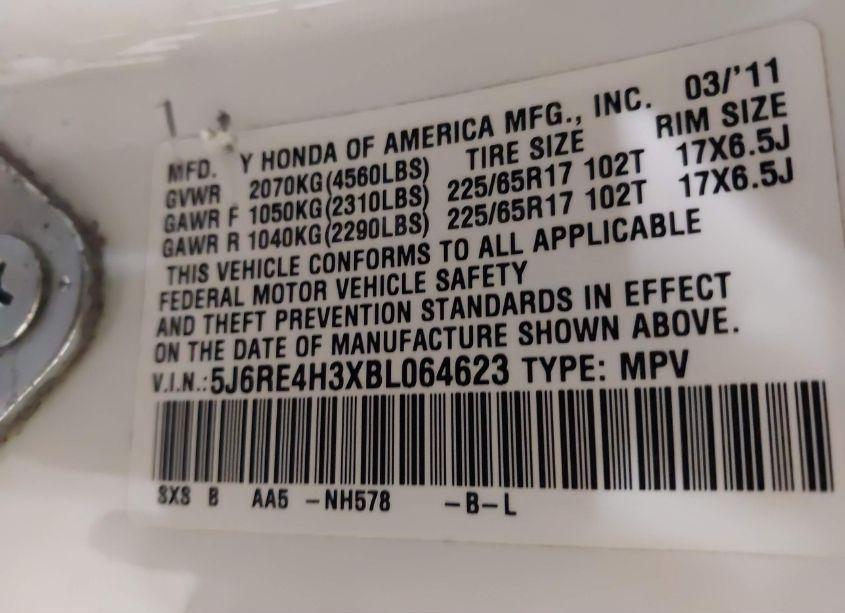 MFD. Y HONDA OF AMERICA MFG., INC. 03/'11
GVWR 2070KG(4560LBS) TIRE SIZE RIM SIZE
GAWR F 1050KG(2310LBS) 225/65R17 102T 17X6.5J
GAWR R 1040KG(2290LBS) 225/65R17 102T 17X6.5J
THIS VEHICLE CONFORMS TO ALL APPLICABLE
FEDERAL MOTOR VEHICLE SAFETY
AND THEFT PREVENTION STANDARDS IN EFFECT
ON THE DATE OF MANUFACTURE SHOWN ABOVE.
V.I.N.:5J6RE4H3XBL064623 TYPE: MPV
SXS B AA5 -NH578 -B-L